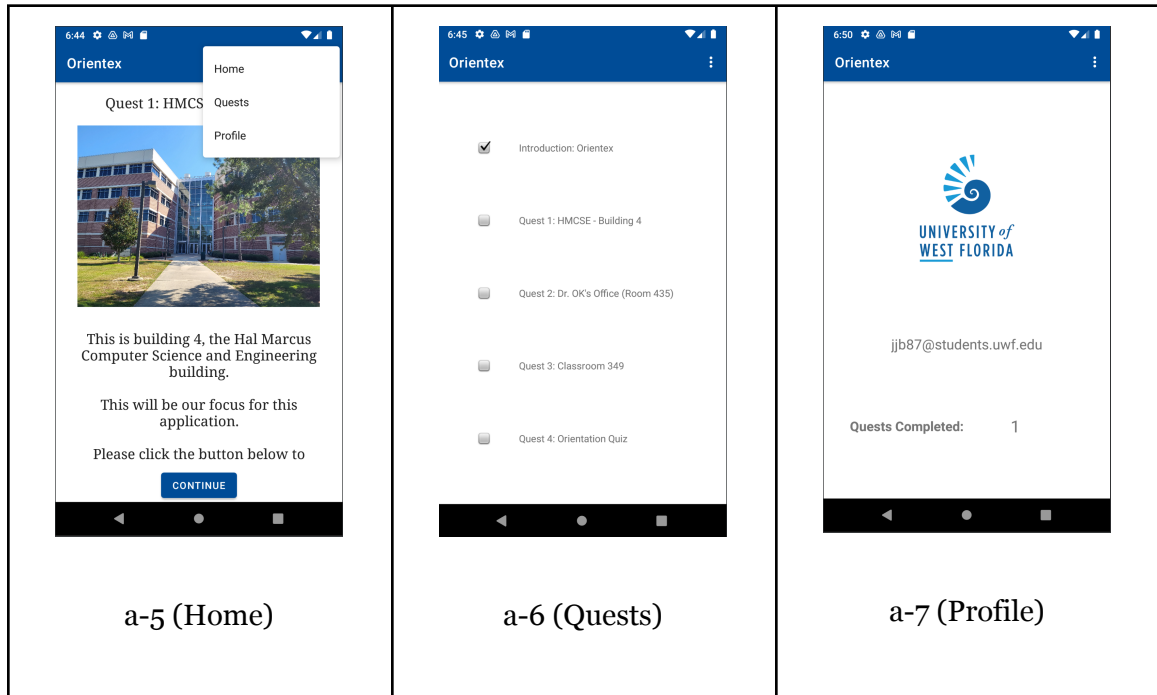 6:44
Orientex
Home
Quests
Profile
Quest 1: HMCS
This is building 4, the Hal Marcus
Computer Science and Engineering
building.
This will be our focus for this
application.
Please click the button below to
CONTINUE
a-5 (Home)
6:45
Orientex
Introduction: Orientex
Quest 1: HMCSE - Building 4
Quest 2: Dr. OK's Office (Room 435)
Quest 3: Classroom 349
Quest 4: Orientation Quiz
a-6 (Quests)
6:50
Orientex
UNIVERSITY of
WEST FLORIDA
jjb87@students.uwf.edu
Quests Completed: 1
a-7 (Profile)